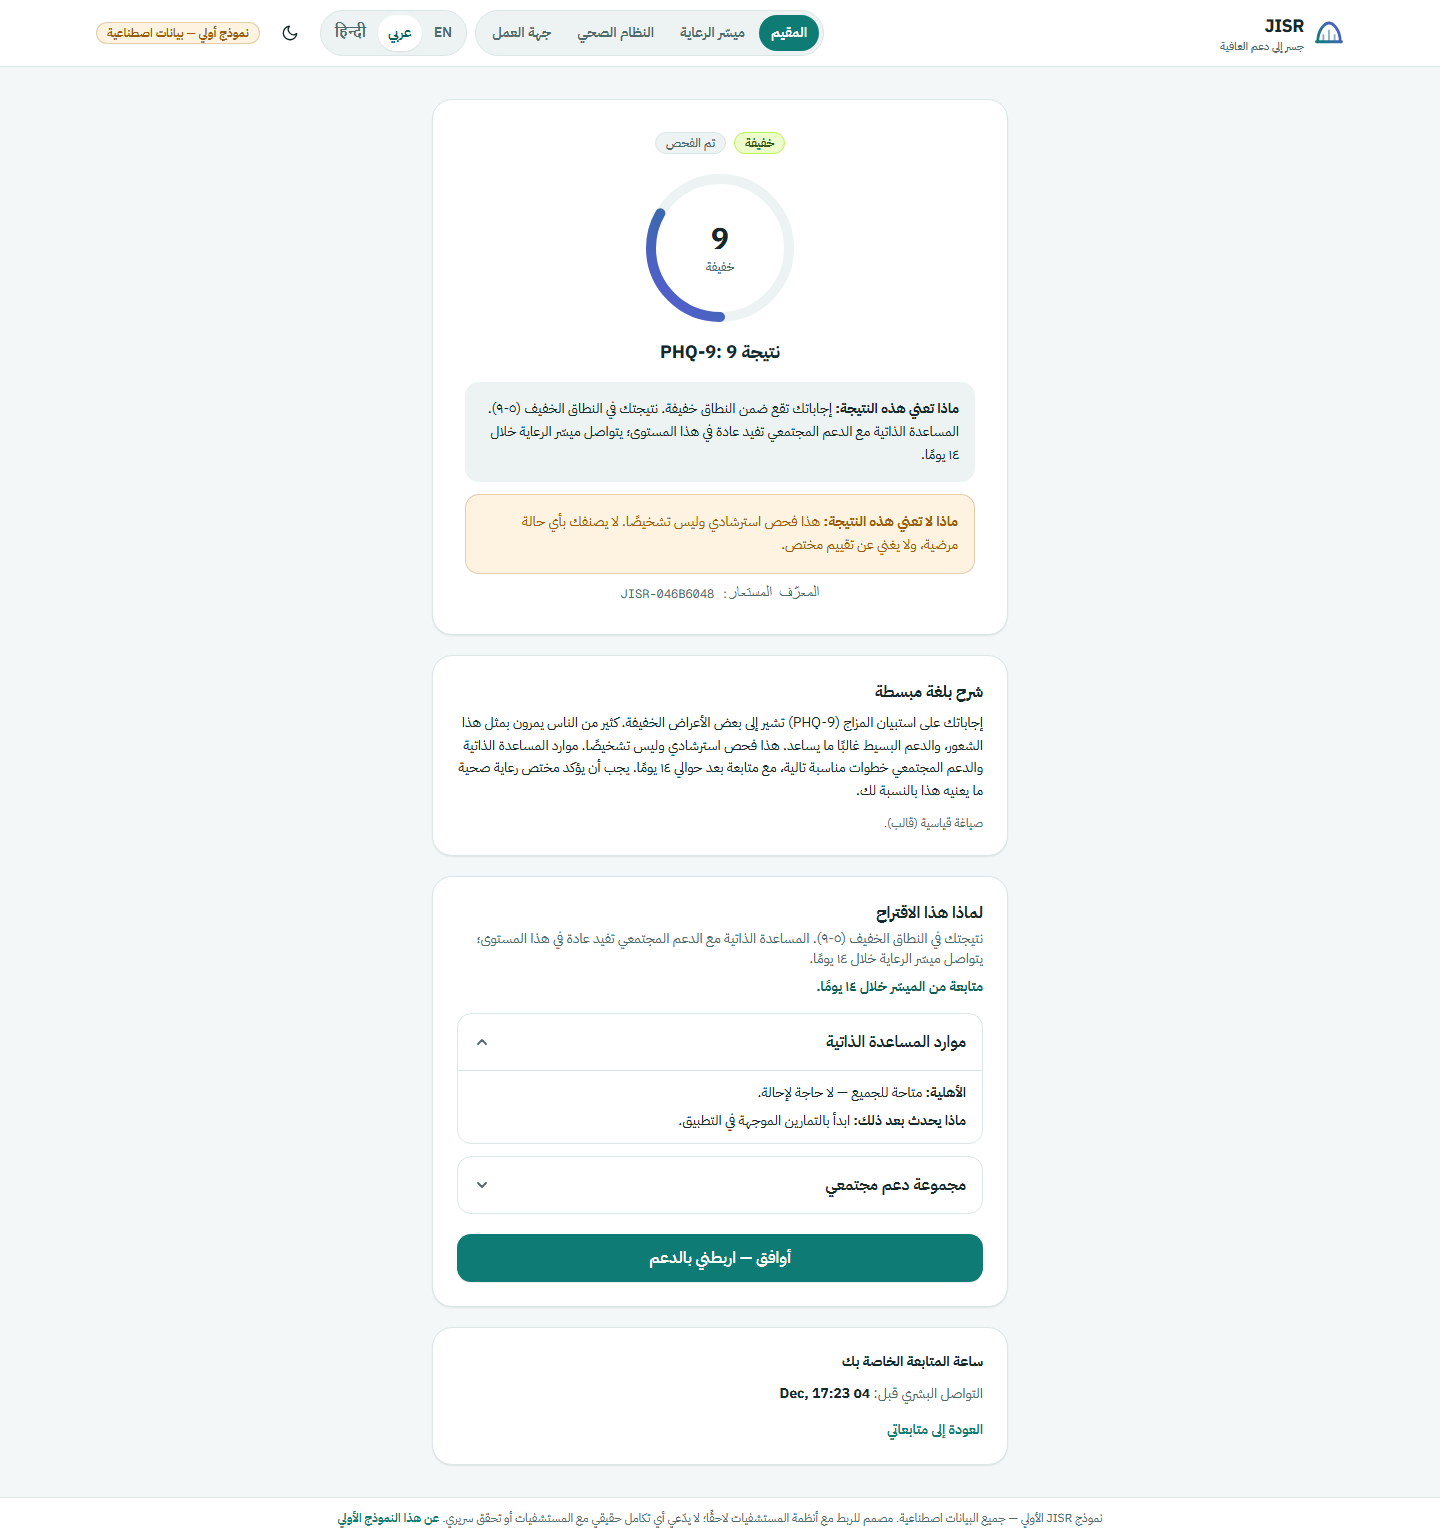 JISR
جسر إلى دعم العافية
المقيم
ميسّر الرعاية
النظام الصحي
جهة العمل
EN
عربي
हिन्दी
نموذج أولي — بيانات اصطناعية
خفيفة
تم الفحص
9
خفيفة
نتيجة PHQ-9: 9
ماذا تعني هذه النتيجة: إجاباتك تقع ضمن النطاق خفيفة. نتيجتك في النطاق الخفيف (٥-٩).
المساعدة الذاتية مع الدعم المجتمعي تفيد عادة في هذا المستوى؛ يتواصل ميسّر الرعاية خلال
١٤ يومًا.
ماذا لا تعني هذه النتيجة: هذا فحص استرشادي وليس تشخيصًا. لا يصنفك بأي حالة
مرضية، ولا يغني عن تقييم مختص.
المعرّف المستعار: JISR-046B6048
شرح بلغة مبسطة
إجاباتك على استبيان المزاج (PHQ-9) تشير إلى بعض الأعراض الخفيفة. كثير من الناس يمرون بمثل هذا
الشعور، والدعم البسيط غالبًا ما يساعد. هذا فحص استرشادي وليس تشخيصًا. موارد المساعدة الذاتية
والدعم المجتمعي خطوات مناسبة تالية، مع متابعة بعد حوالي ١٤ يومًا. يجب أن يؤكد مختص رعاية صحية
ما يعنيه هذا بالنسبة لك.
صياغة قياسية (قالب).
لماذا هذا الاقتراح
نتيجتك في النطاق الخفيف (٥-٩). المساعدة الذاتية مع الدعم المجتمعي تفيد عادة في هذا المستوى؛
يتواصل ميسّر الرعاية خلال ١٤ يومًا.
متابعة من الميسّر خلال ١٤ يومًا.
موارد المساعدة الذاتية
الأهلية: متاحة للجميع — لا حاجة لإحالة.
ماذا يحدث بعد ذلك: ابدأ بالتمارين الموجهة في التطبيق.
مجموعة دعم مجتمعي
أوافق — اربطني بالدعم
ساعة المتابعة الخاصة بك
التواصل البشري قبل: 04 Dec, 17:23
العودة إلى متابعاتي
نموذج JISR الأولي — جميع البيانات اصطناعية. مصمم للربط مع أنظمة المستشفيات لاحقًا؛ لا يدّعي أي تكامل حقيقي مع المستشفيات أو تحقق سريري. عن هذا النموذج الأولي